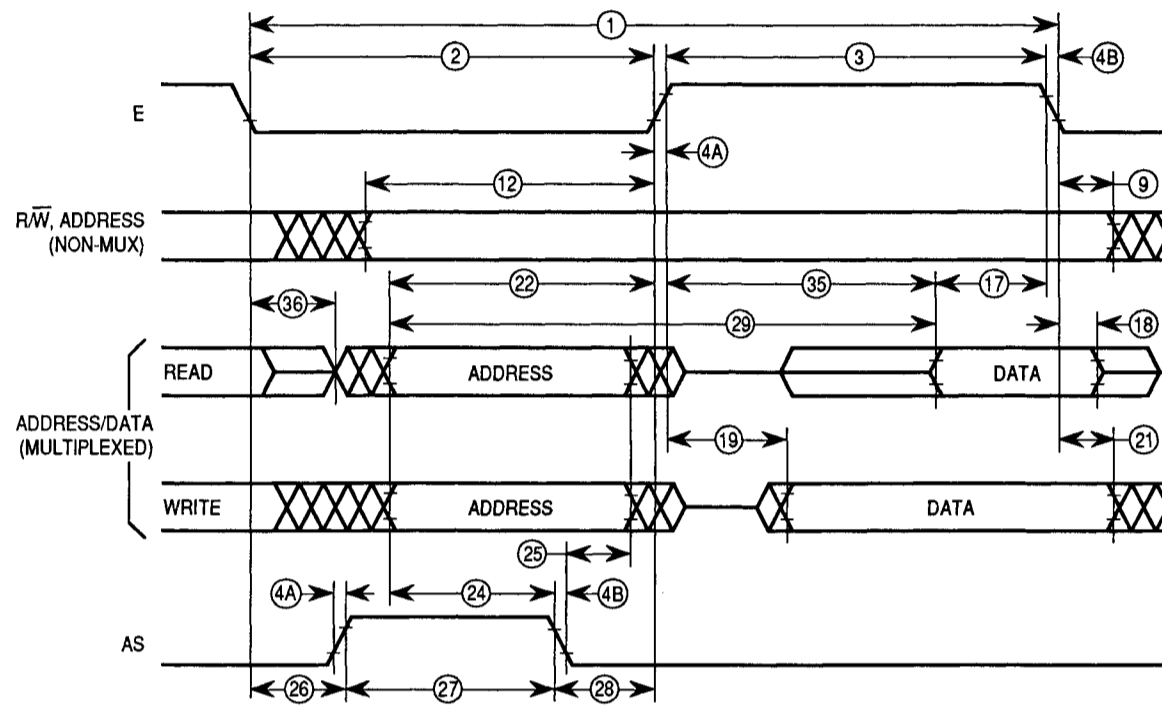 1
2 3 4B
E
4A
12 9
R/W̅, ADDRESS
(NON-MUX)
22 35 17
36 29 18
READ ADDRESS DATA
ADDRESS/DATA
(MULTIPLEXED)
19 21
WRITE ADDRESS DATA
25
4A 24 4B
AS
26 27 28